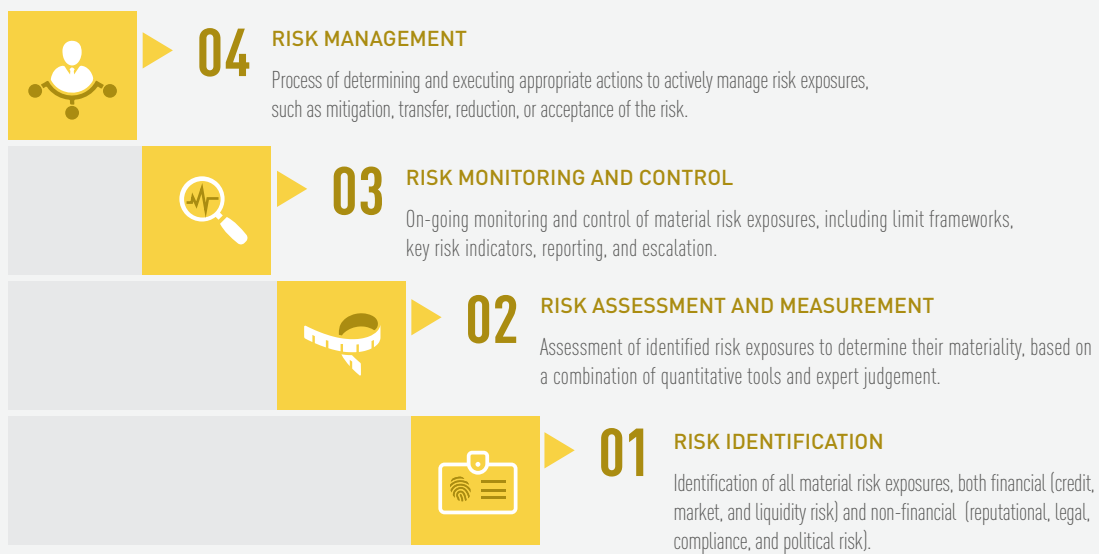 04
RISK MANAGEMENT
Process of determining and executing appropriate actions to actively manage risk exposures,
such as mitigation, transfer, reduction, or acceptance of the risk.
03
RISK MONITORING AND CONTROL
On-going monitoring and control of material risk exposures, including limit frameworks,
key risk indicators, reporting, and escalation.
02
RISK ASSESSMENT AND MEASUREMENT
Assessment of identified risk exposures to determine their materiality, based on
a combination of quantitative tools and expert judgement.
01
RISK IDENTIFICATION
Identification of all material risk exposures, both financial (credit,
market, and liquidity risk) and non-financial (reputational, legal,
compliance, and political risk).